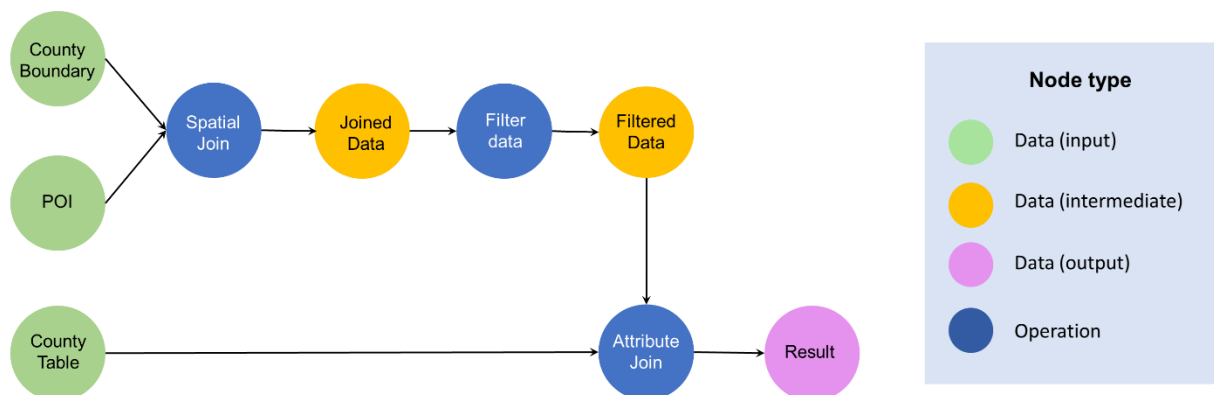 County
Boundary
POI
Spatial
Join
Joined
Data
Filter
data
Filtered
Data
County
Table
Attribute
Join
Result
Node type
Data (input)
Data (intermediate)
Data (output)
Operation